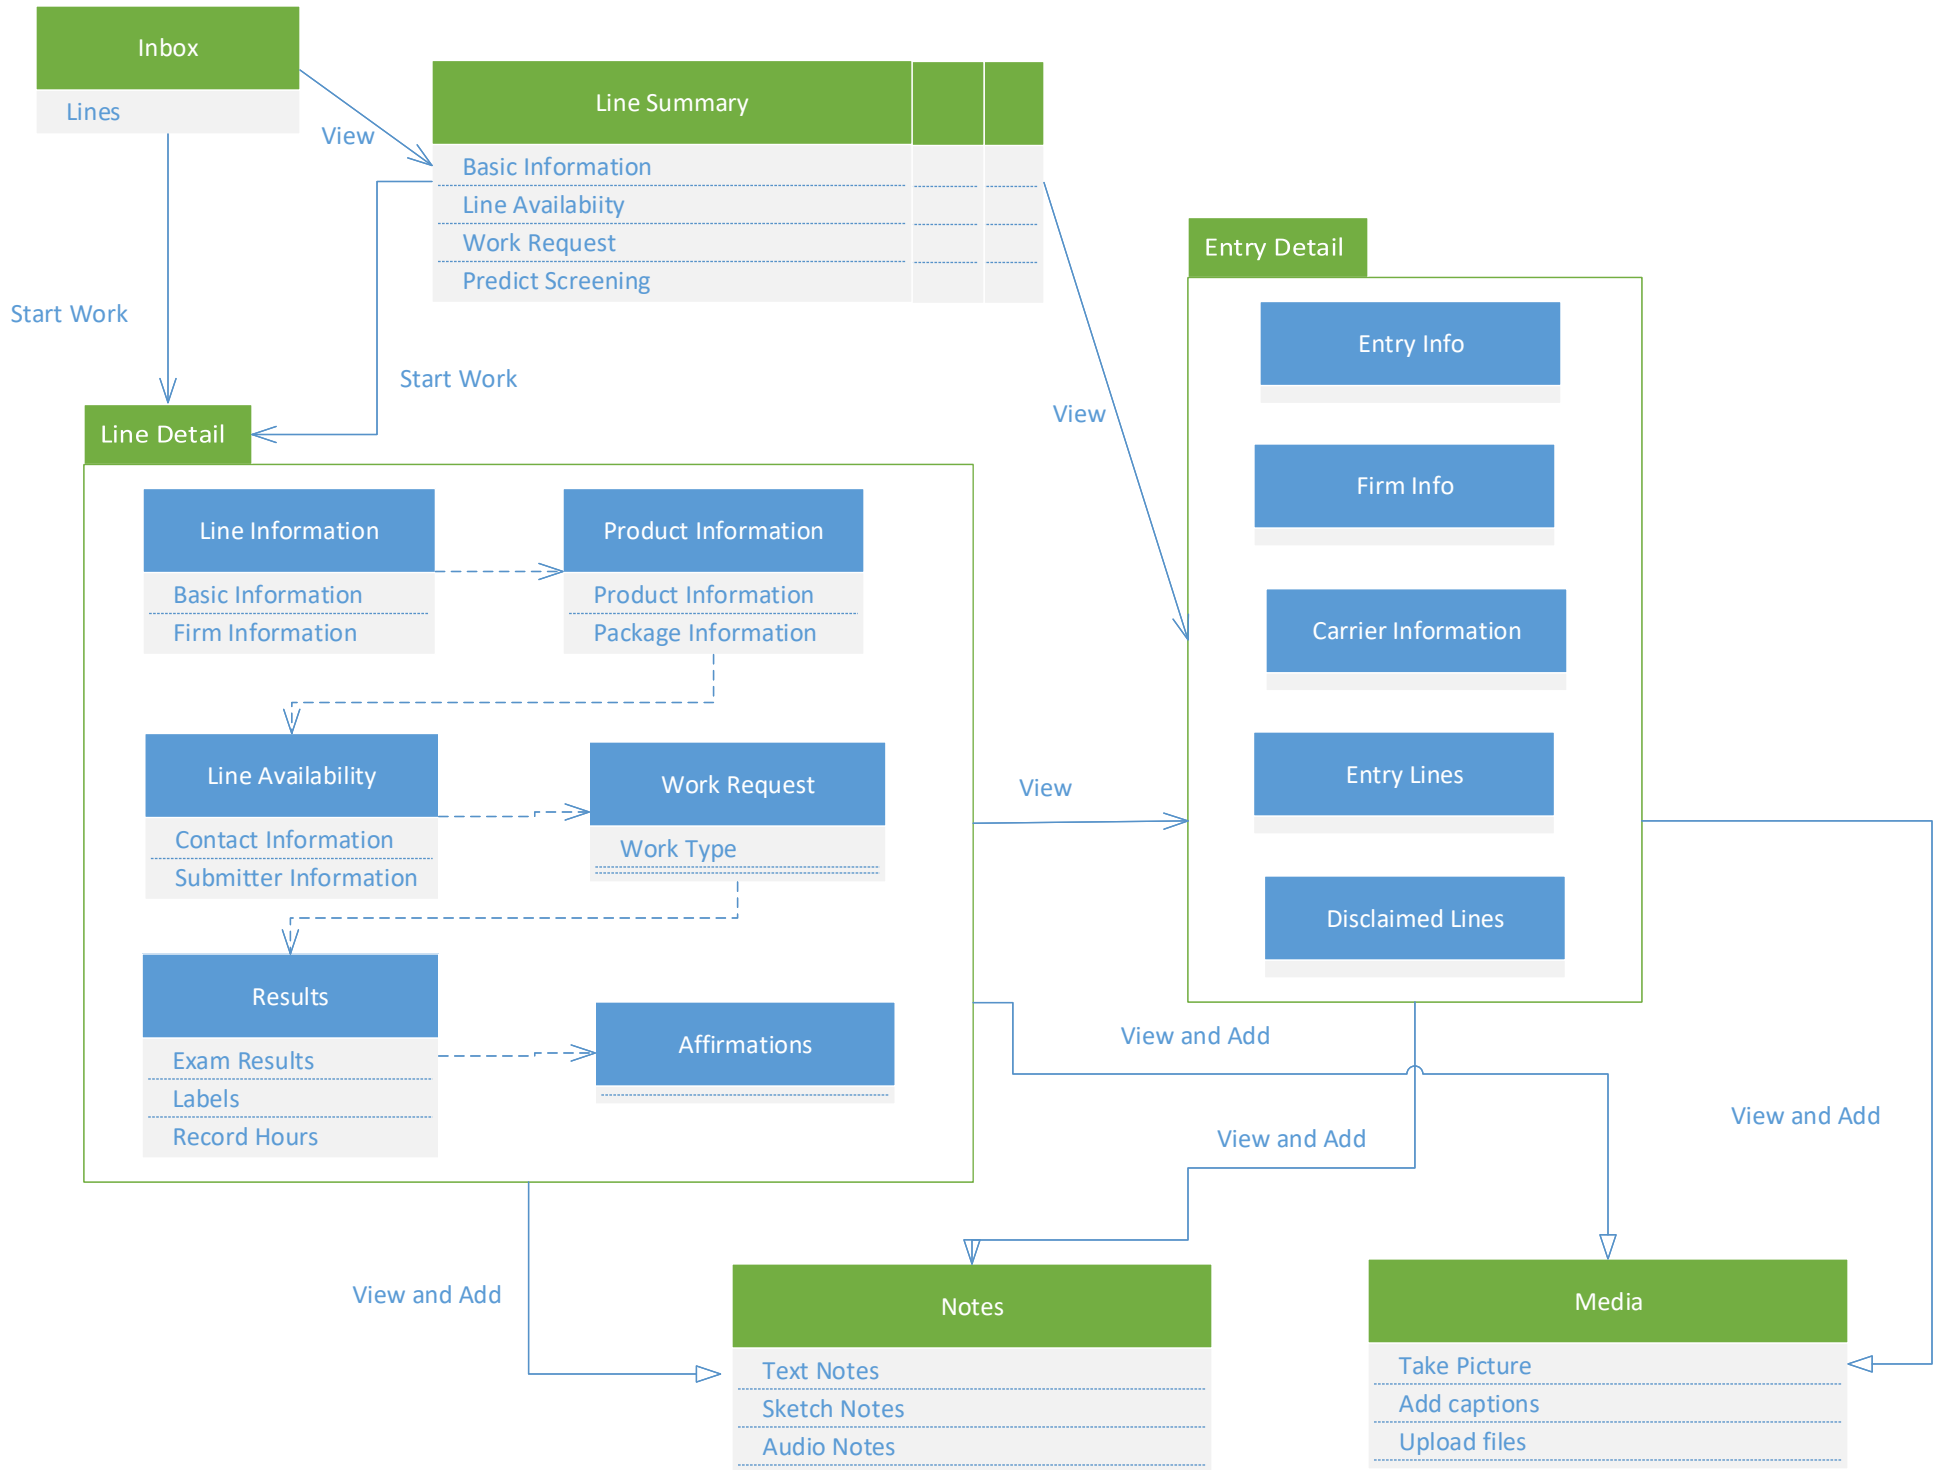 Inbox
Lines
View
Line Summary
Basic Information
Line Availabiity
Work Request
Predict Screening
Start Work
Start Work
View
Entry Detail
Entry Info
Firm Info
Carrier Information
Entry Lines
Disclaimed Lines
Line Detail
Line Information
Basic Information
Firm Information
Product Information
Product Information
Package Information
Line Availability
Contact Information
Submitter Information
Work Request
Work Type
Results
Exam Results
Labels
Record Hours
Affirmations
View
View and Add
View and Add
View and Add
View and Add
Notes
Text Notes
Sketch Notes
Audio Notes
Media
Take Picture
Add captions
Upload files